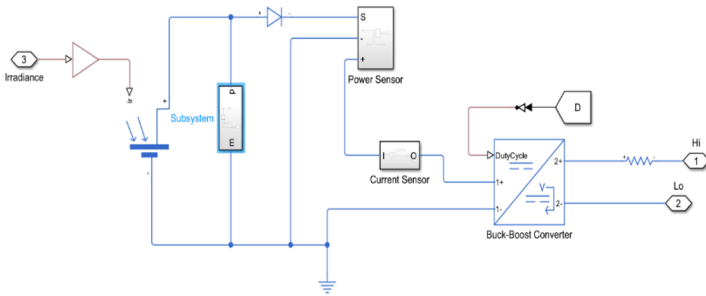 3
Irradiance
Ir
+
-
Subsystem
P
E
+
-
S
-
+
Power Sensor
I
O
Current Sensor
D
DutyCycle
1+
1-
2+
2-
V
Buck-Boost Converter
+
-
Hi
1
Lo
2